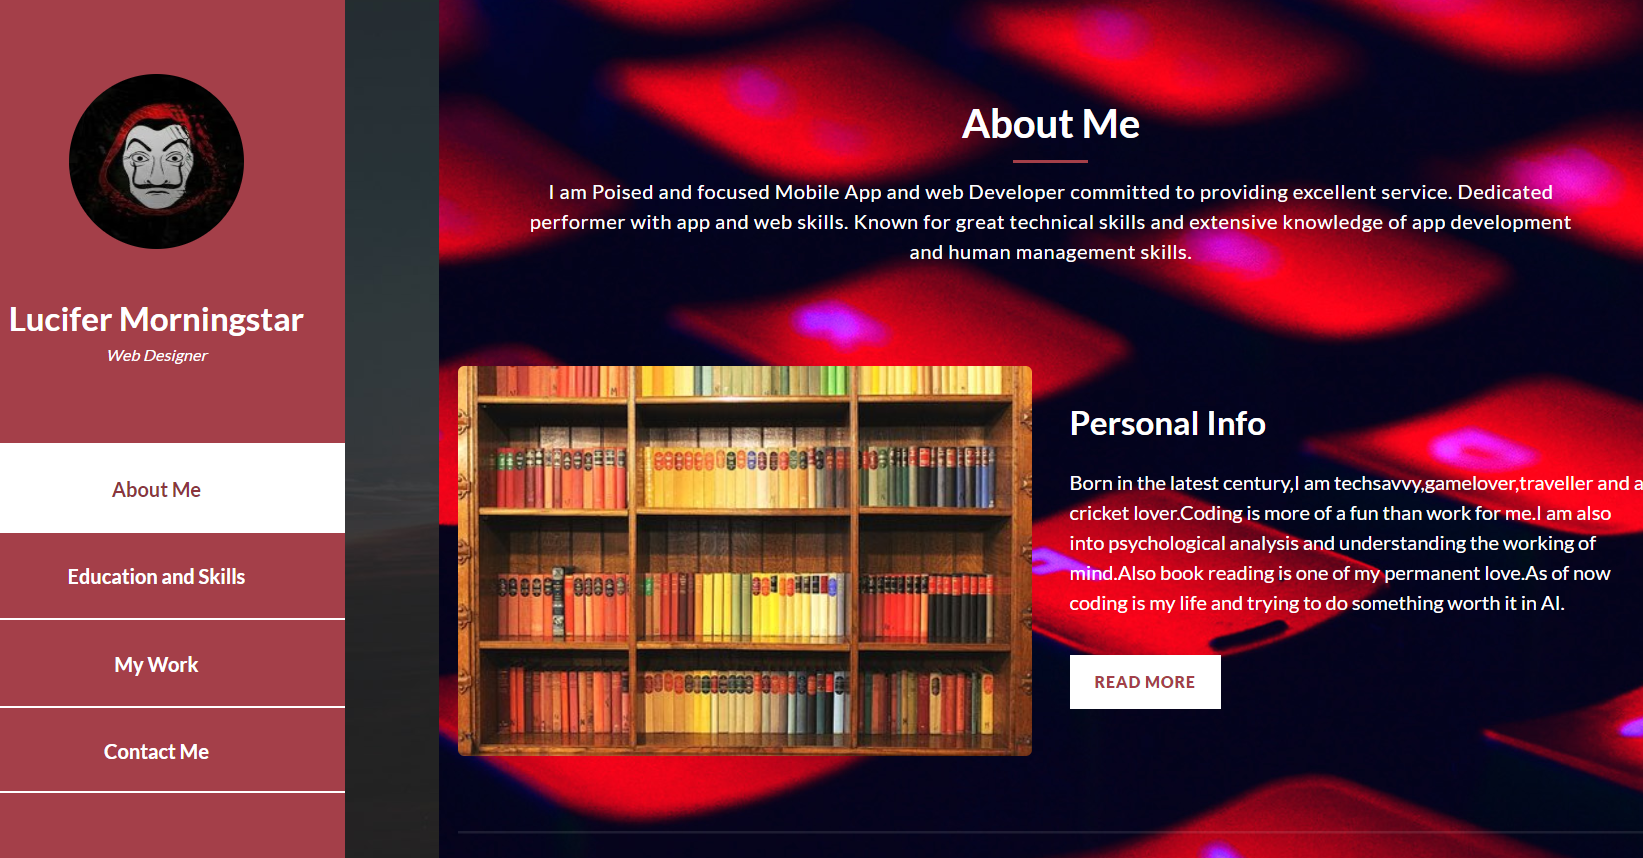 Lucifer Morningstar
Web Designer
About Me
Education and Skills
My Work
Contact Me
About Me
I am Poised and focused Mobile App and web Developer committed to providing excellent service. Dedicated
performer with app and web skills. Known for great technical skills and extensive knowledge of app development
and human management skills.
Personal Info
Born in the latest century,I am techsavvy,gamelover,traveller and a
cricket lover.Coding is more of a fun than work for me.I am also
into psychological analysis and understanding the working of
mind.Also book reading is one of my permanent love.As of now
coding is my life and trying to do something worth it in AI.
READ MORE